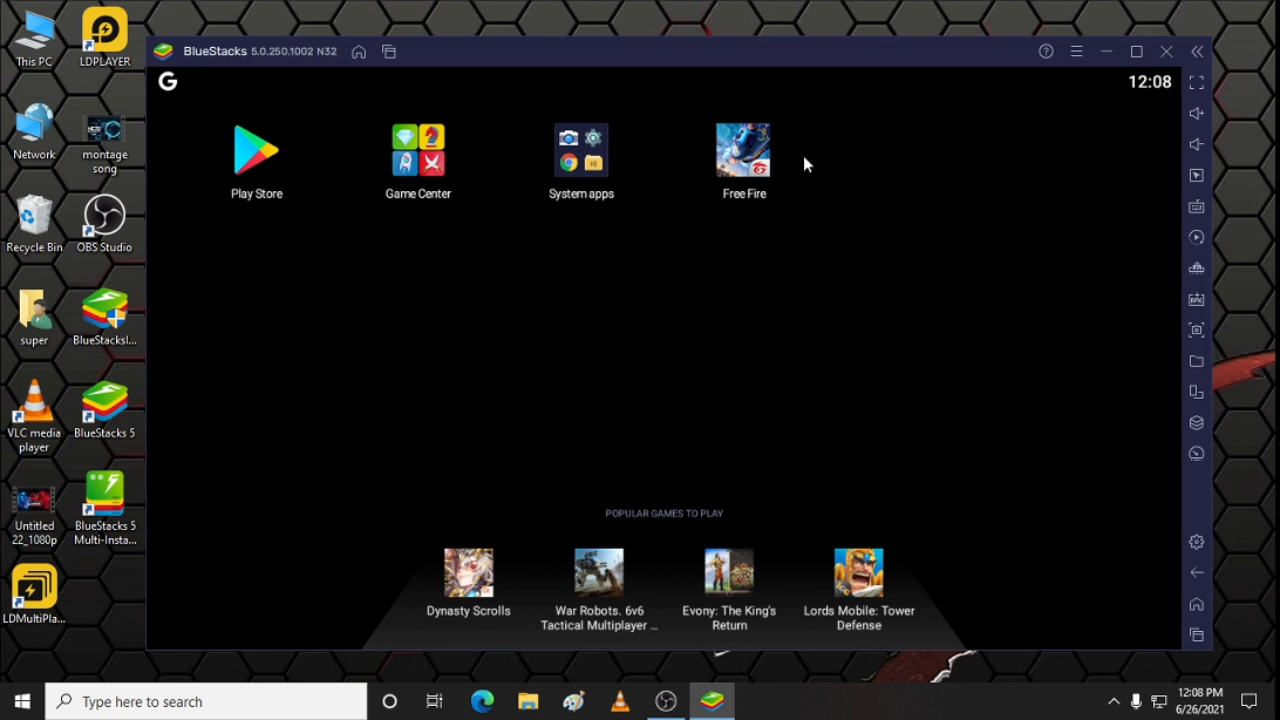 This PC
LDPLAYER
Network
montage
song
Recycle Bin
OBS Studio
super
BlueStacksI...
VLC media
player
BlueStacks 5
Untitled
22_1080p
BlueStacks 5
Multi-Insta...
LDMultiPla...
BlueStacks 5.0.250.1002 N32
G
12:08
Play Store
Game Center
System apps
Free Fire
POPULAR GAMES TO PLAY
Dynasty Scrolls
War Robots. 6v6
Tactical Multiplayer ...
Evony: The King's
Return
Lords Mobile: Tower
Defense
Type here to search
12:08 PM
6/26/2021